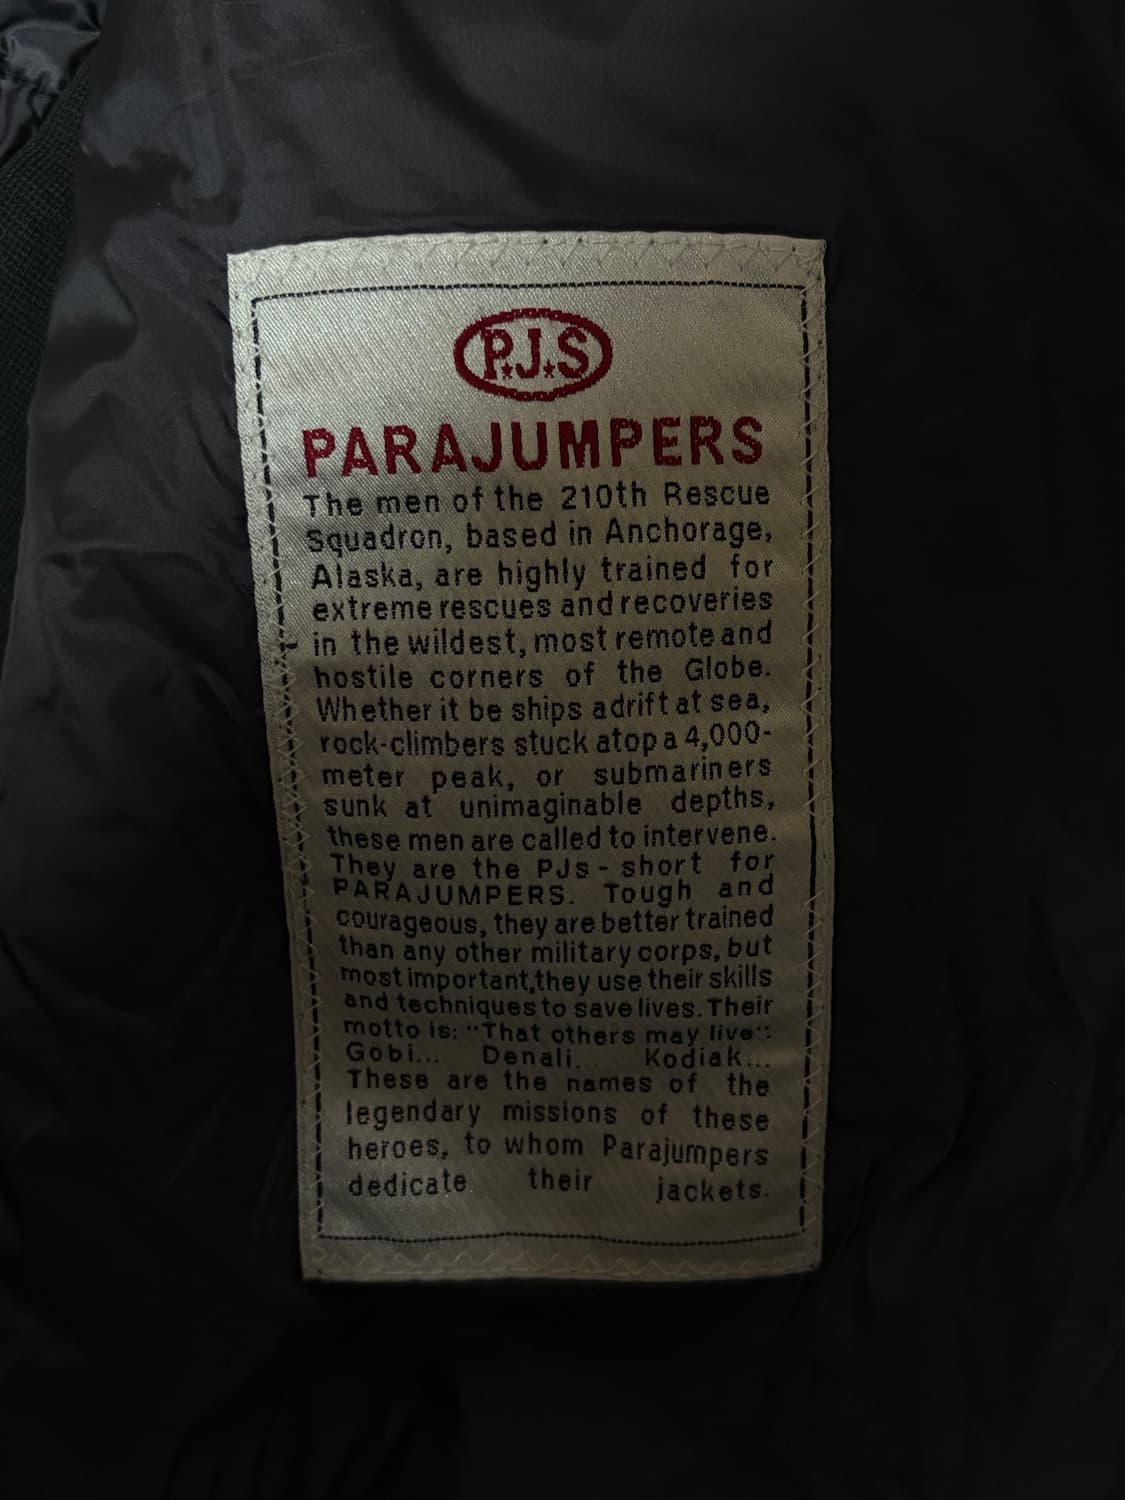 P.J.S
PARAJUMPERS
The men of the 210th Rescue
Squadron, based in Anchorage,
Alaska, are highly trained for
extreme rescues and recoveries
in the wildest, most remote and
hostile corners of the Globe.
Whether it be ships adrift at sea,
rock-climbers stuck atop a 4,000-
meter peak, or submariners
sunk at unimaginable depths,
these men are called to intervene.
They are the PJs - short for
PARAJUMPERS. Tough and
courageous, they are better trained
than any other military corps, but
most important,they use their skills
and techniques to save lives. Their
motto is: "That others may live":
Gobi... Denali... Kodiak...
These are the names of the
legendary missions of these
heroes, to whom Parajumpers
dedicate their jackets.